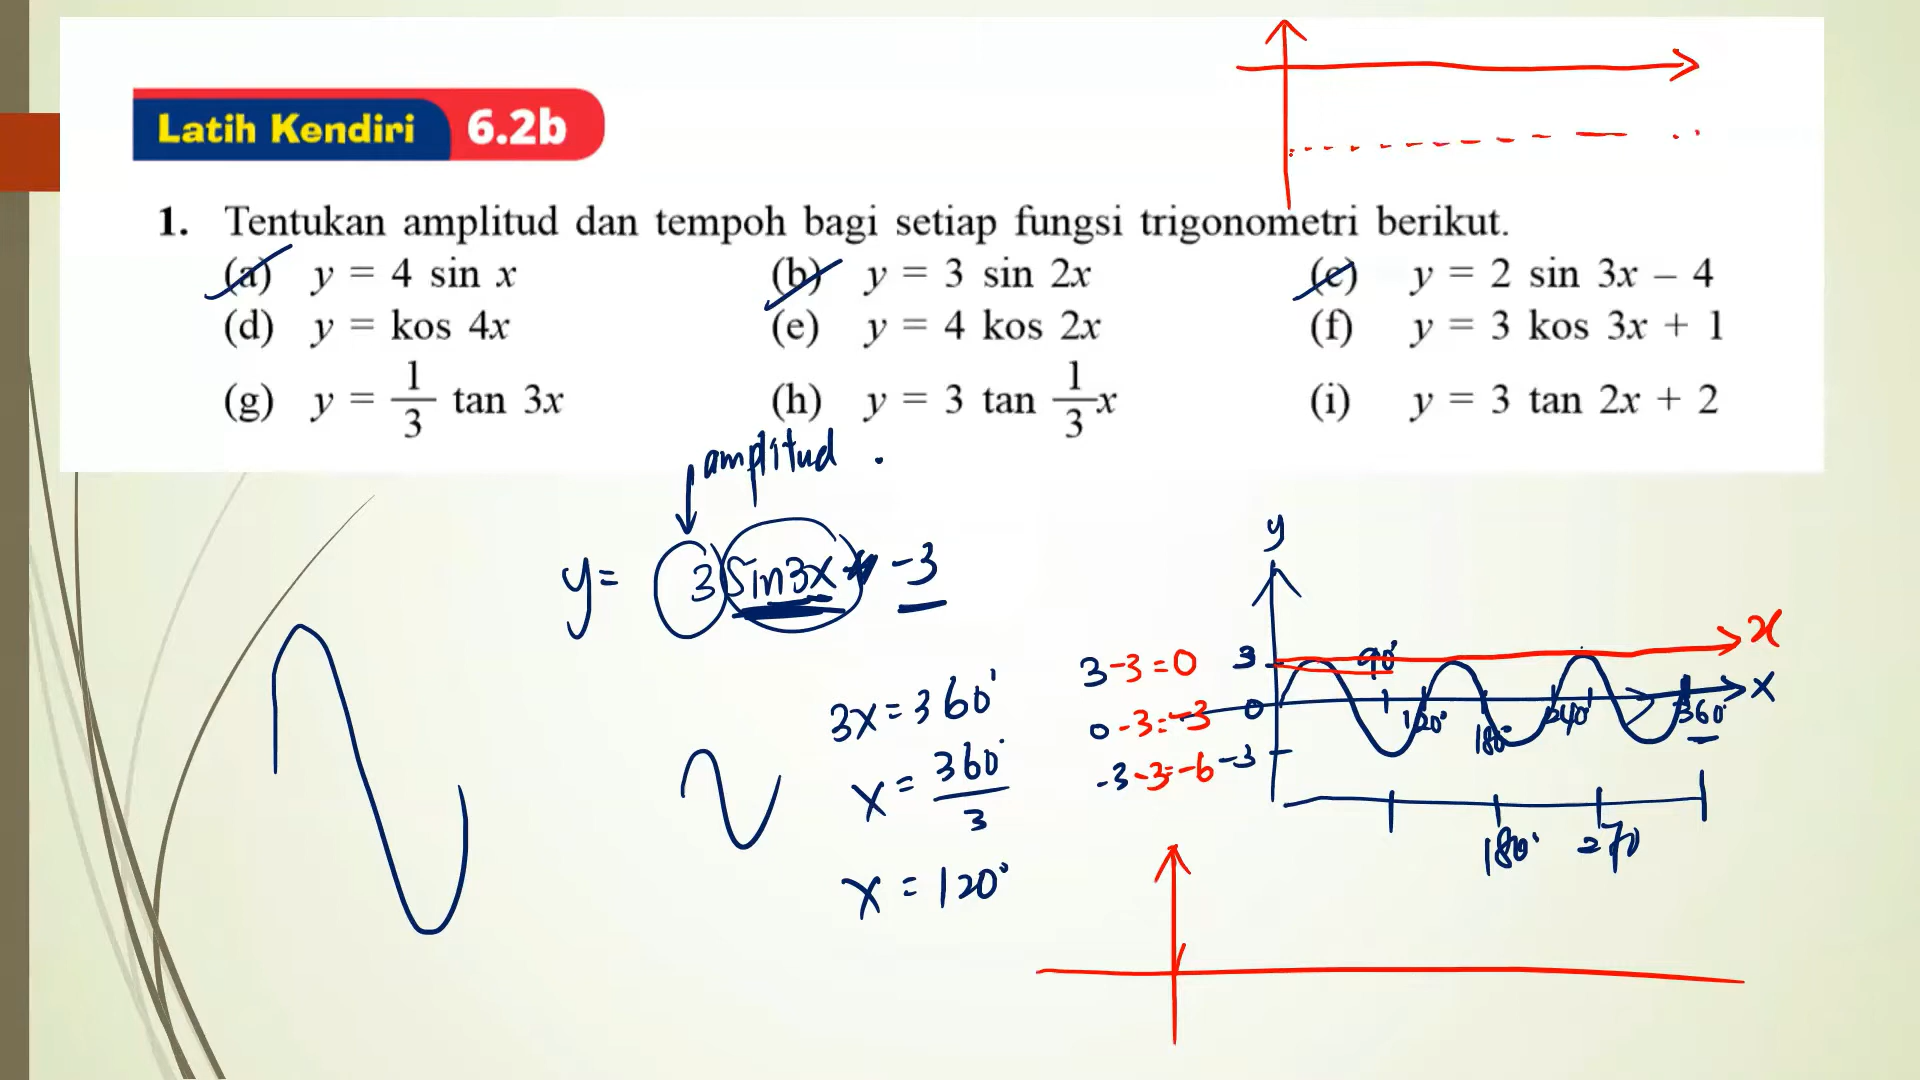 Latih Kendiri 6.2b
1. Tentukan amplitud dan tempoh bagi setiap fungsi trigonometri berikut.
(a) y = 4 sin x (b) y = 3 sin 2x (c) y = 2 sin 3x – 4
(d) y = kos 4x (e) y = 4 kos 2x (f) y = 3 kos 3x + 1
(g) y = 1/3 tan 3x (h) y = 3 tan 1/3 x (i) y = 3 tan 2x + 2
amplitud .
y = 3 sin3x -3
y
x
3-3=0 3 90°
3x=360°
0-3=-3 0 120° 180° 240° 360° x
-3-3=-6 -3
x = 360°/3
180° 270
x = 120°